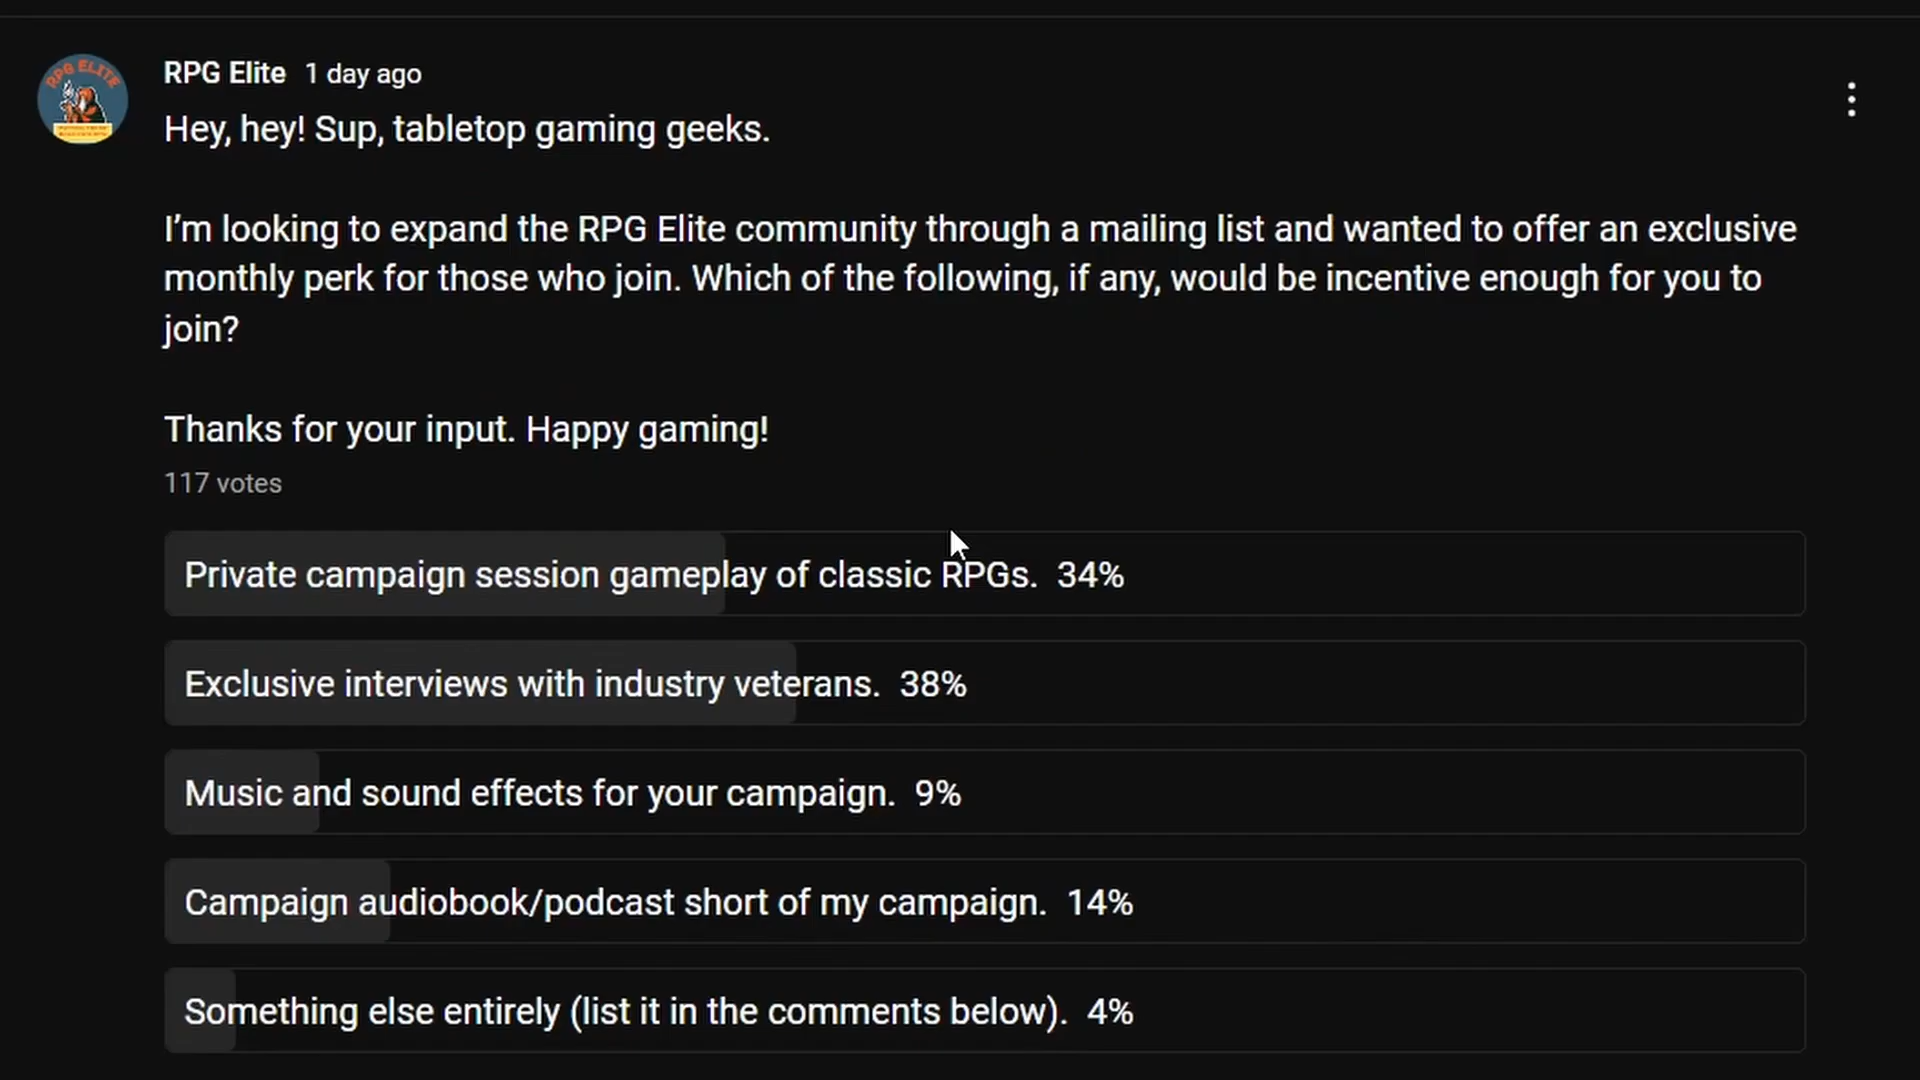 RPG ELITE
RPG Elite 1 day ago
Hey, hey! Sup, tabletop gaming geeks.
I’m looking to expand the RPG Elite community through a mailing list and wanted to offer an exclusive
monthly perk for those who join. Which of the following, if any, would be incentive enough for you to
join?
Thanks for your input. Happy gaming!
117 votes
Private campaign session gameplay of classic RPGs. 34%
Exclusive interviews with industry veterans. 38%
Music and sound effects for your campaign. 9%
Campaign audiobook/podcast short of my campaign. 14%
Something else entirely (list it in the comments below). 4%